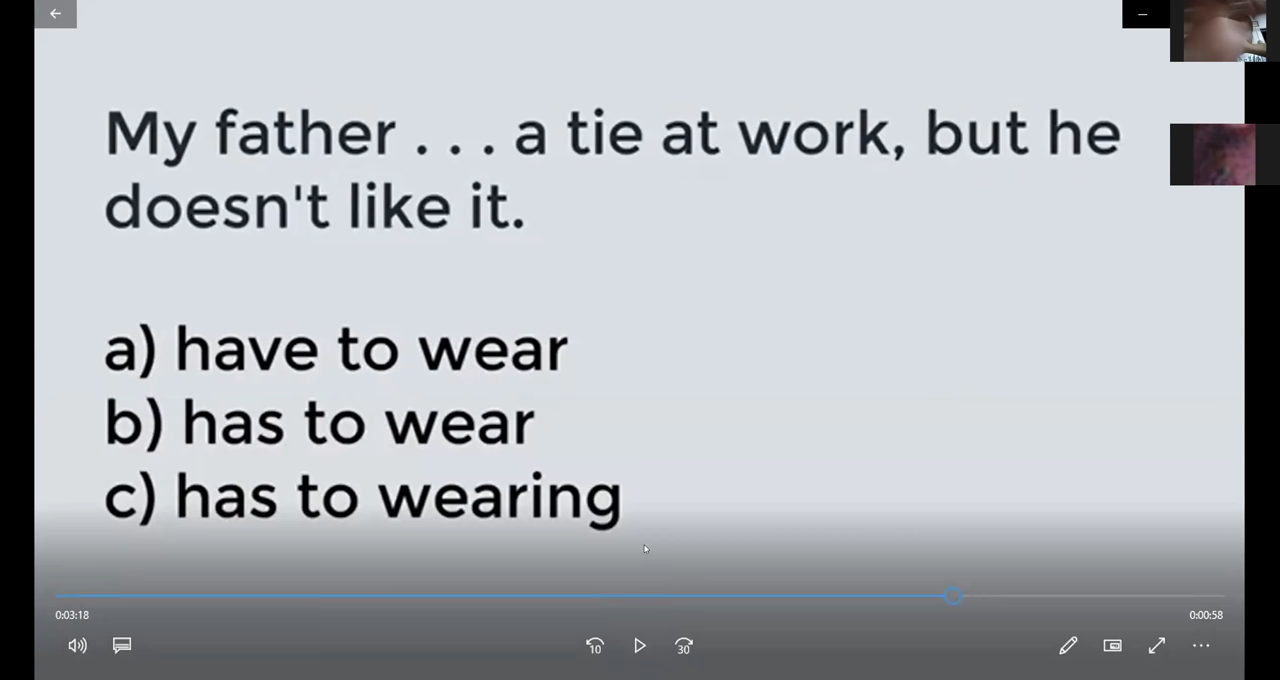 My father . . . a tie at work, but he
doesn't like it.
a) have to wear
b) has to wear
c) has to wearing
0:03:18
0:00:58
10
30